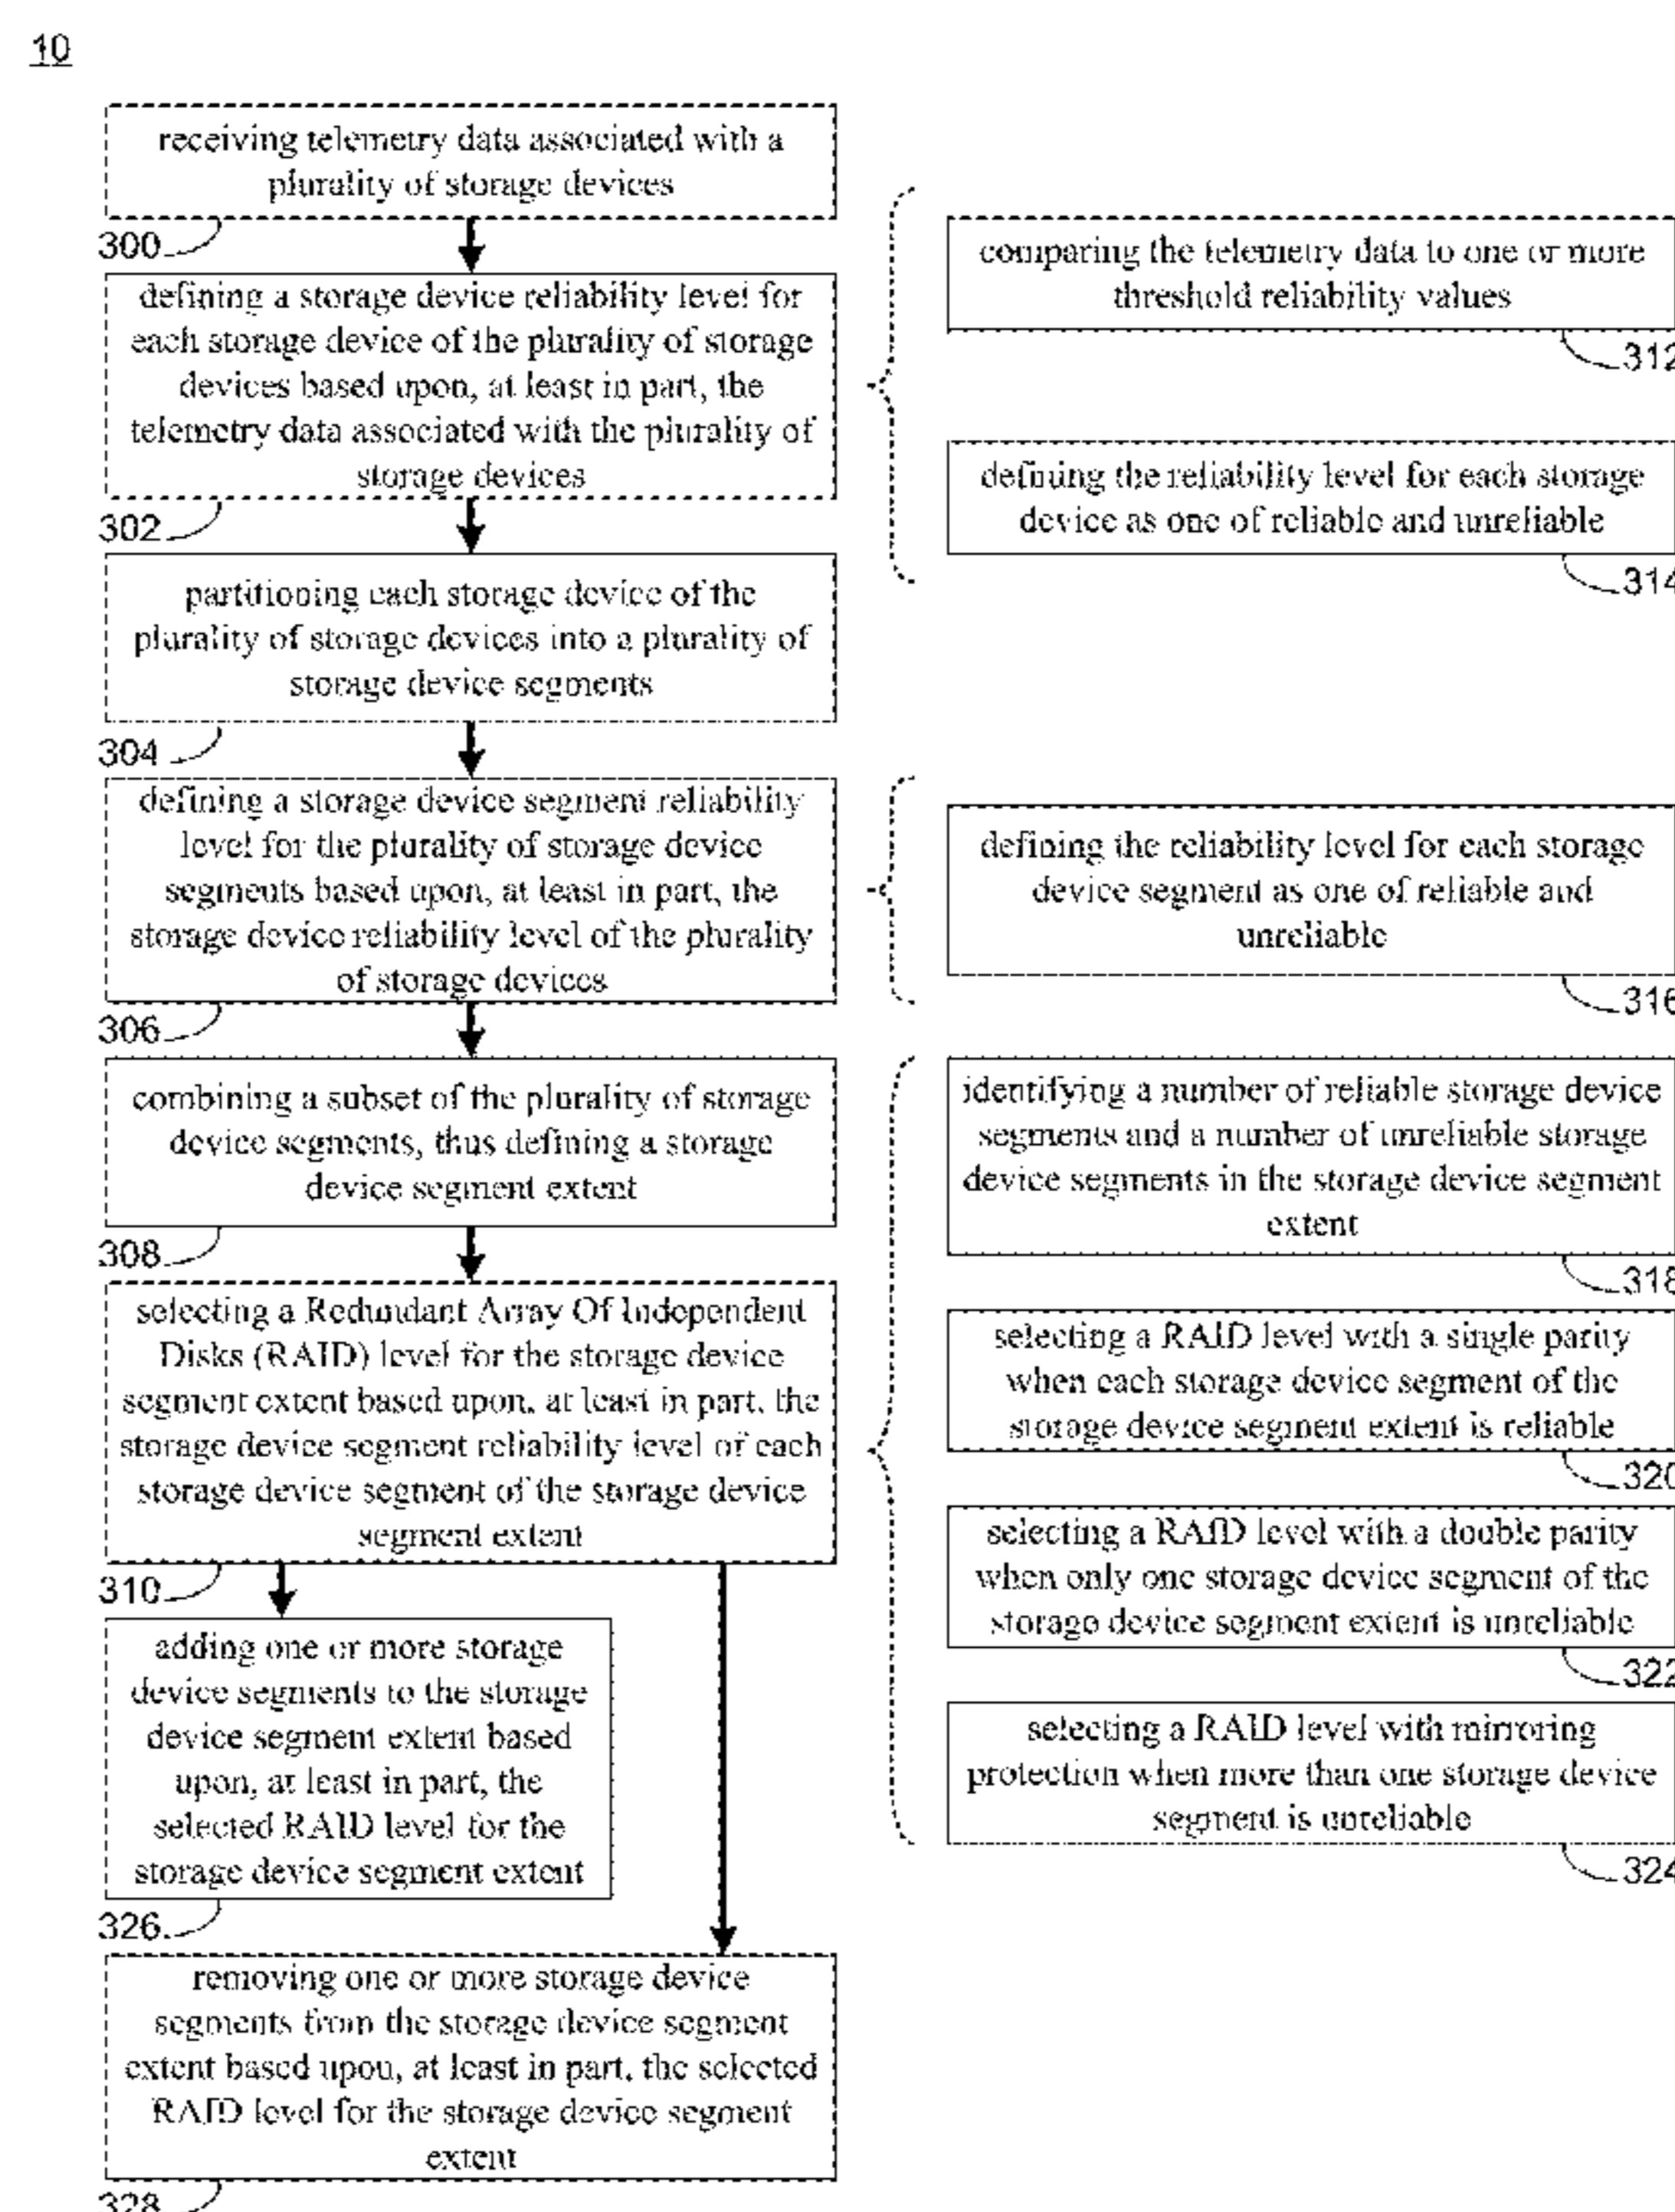 10
receiving telemetry data associated with a
plurality of storage devices
300
defining a storage device reliability level for
each storage device of the plurality of storage
devices based upon, at least in part, the
telemetry data associated with the plurality of
storage devices
302
comparing the telemetry data to one or more
threshold reliability values
312
defining the reliability level for each storage
device as one of reliable and unreliable
314
partitioning each storage device of the
plurality of storage devices into a plurality of
storage device segments
304
defining a storage device segment reliability
level for the plurality of storage device
segments based upon, at least in part, the
storage device reliability level of the plurality
of storage devices
306
defining the reliability level for each storage
device segment as one of reliable and
unreliable
316
combining a subset of the plurality of storage
device segments, thus defining a storage
device segment extent
308
selecting a Redundant Array Of Independent
Disks (RAID) level for the storage device
segment extent based upon, at least in part, the
storage device segment reliability level of each
storage device segment of the storage device
segment extent
310
identifying a number of reliable storage device
segments and a number of unreliable storage
device segments in the storage device segment
extent
318
selecting a RAID level with a single parity
when each storage device segment of the
storage device segment extent is reliable
320
selecting a RAID level with a double parity
when only one storage device segment of the
storage device segment extent is unreliable
322
selecting a RAID level with mirroring
protection when more than one storage device
segment is unreliable
324
adding one or more storage
device segments to the storage
device segment extent based
upon, at least in part, the
selected RAID level for the
storage device segment extent
326
removing one or more storage device
segments from the storage device segment
extent based upon, at least in part, the selected
RAID level for the storage device segment
extent
328